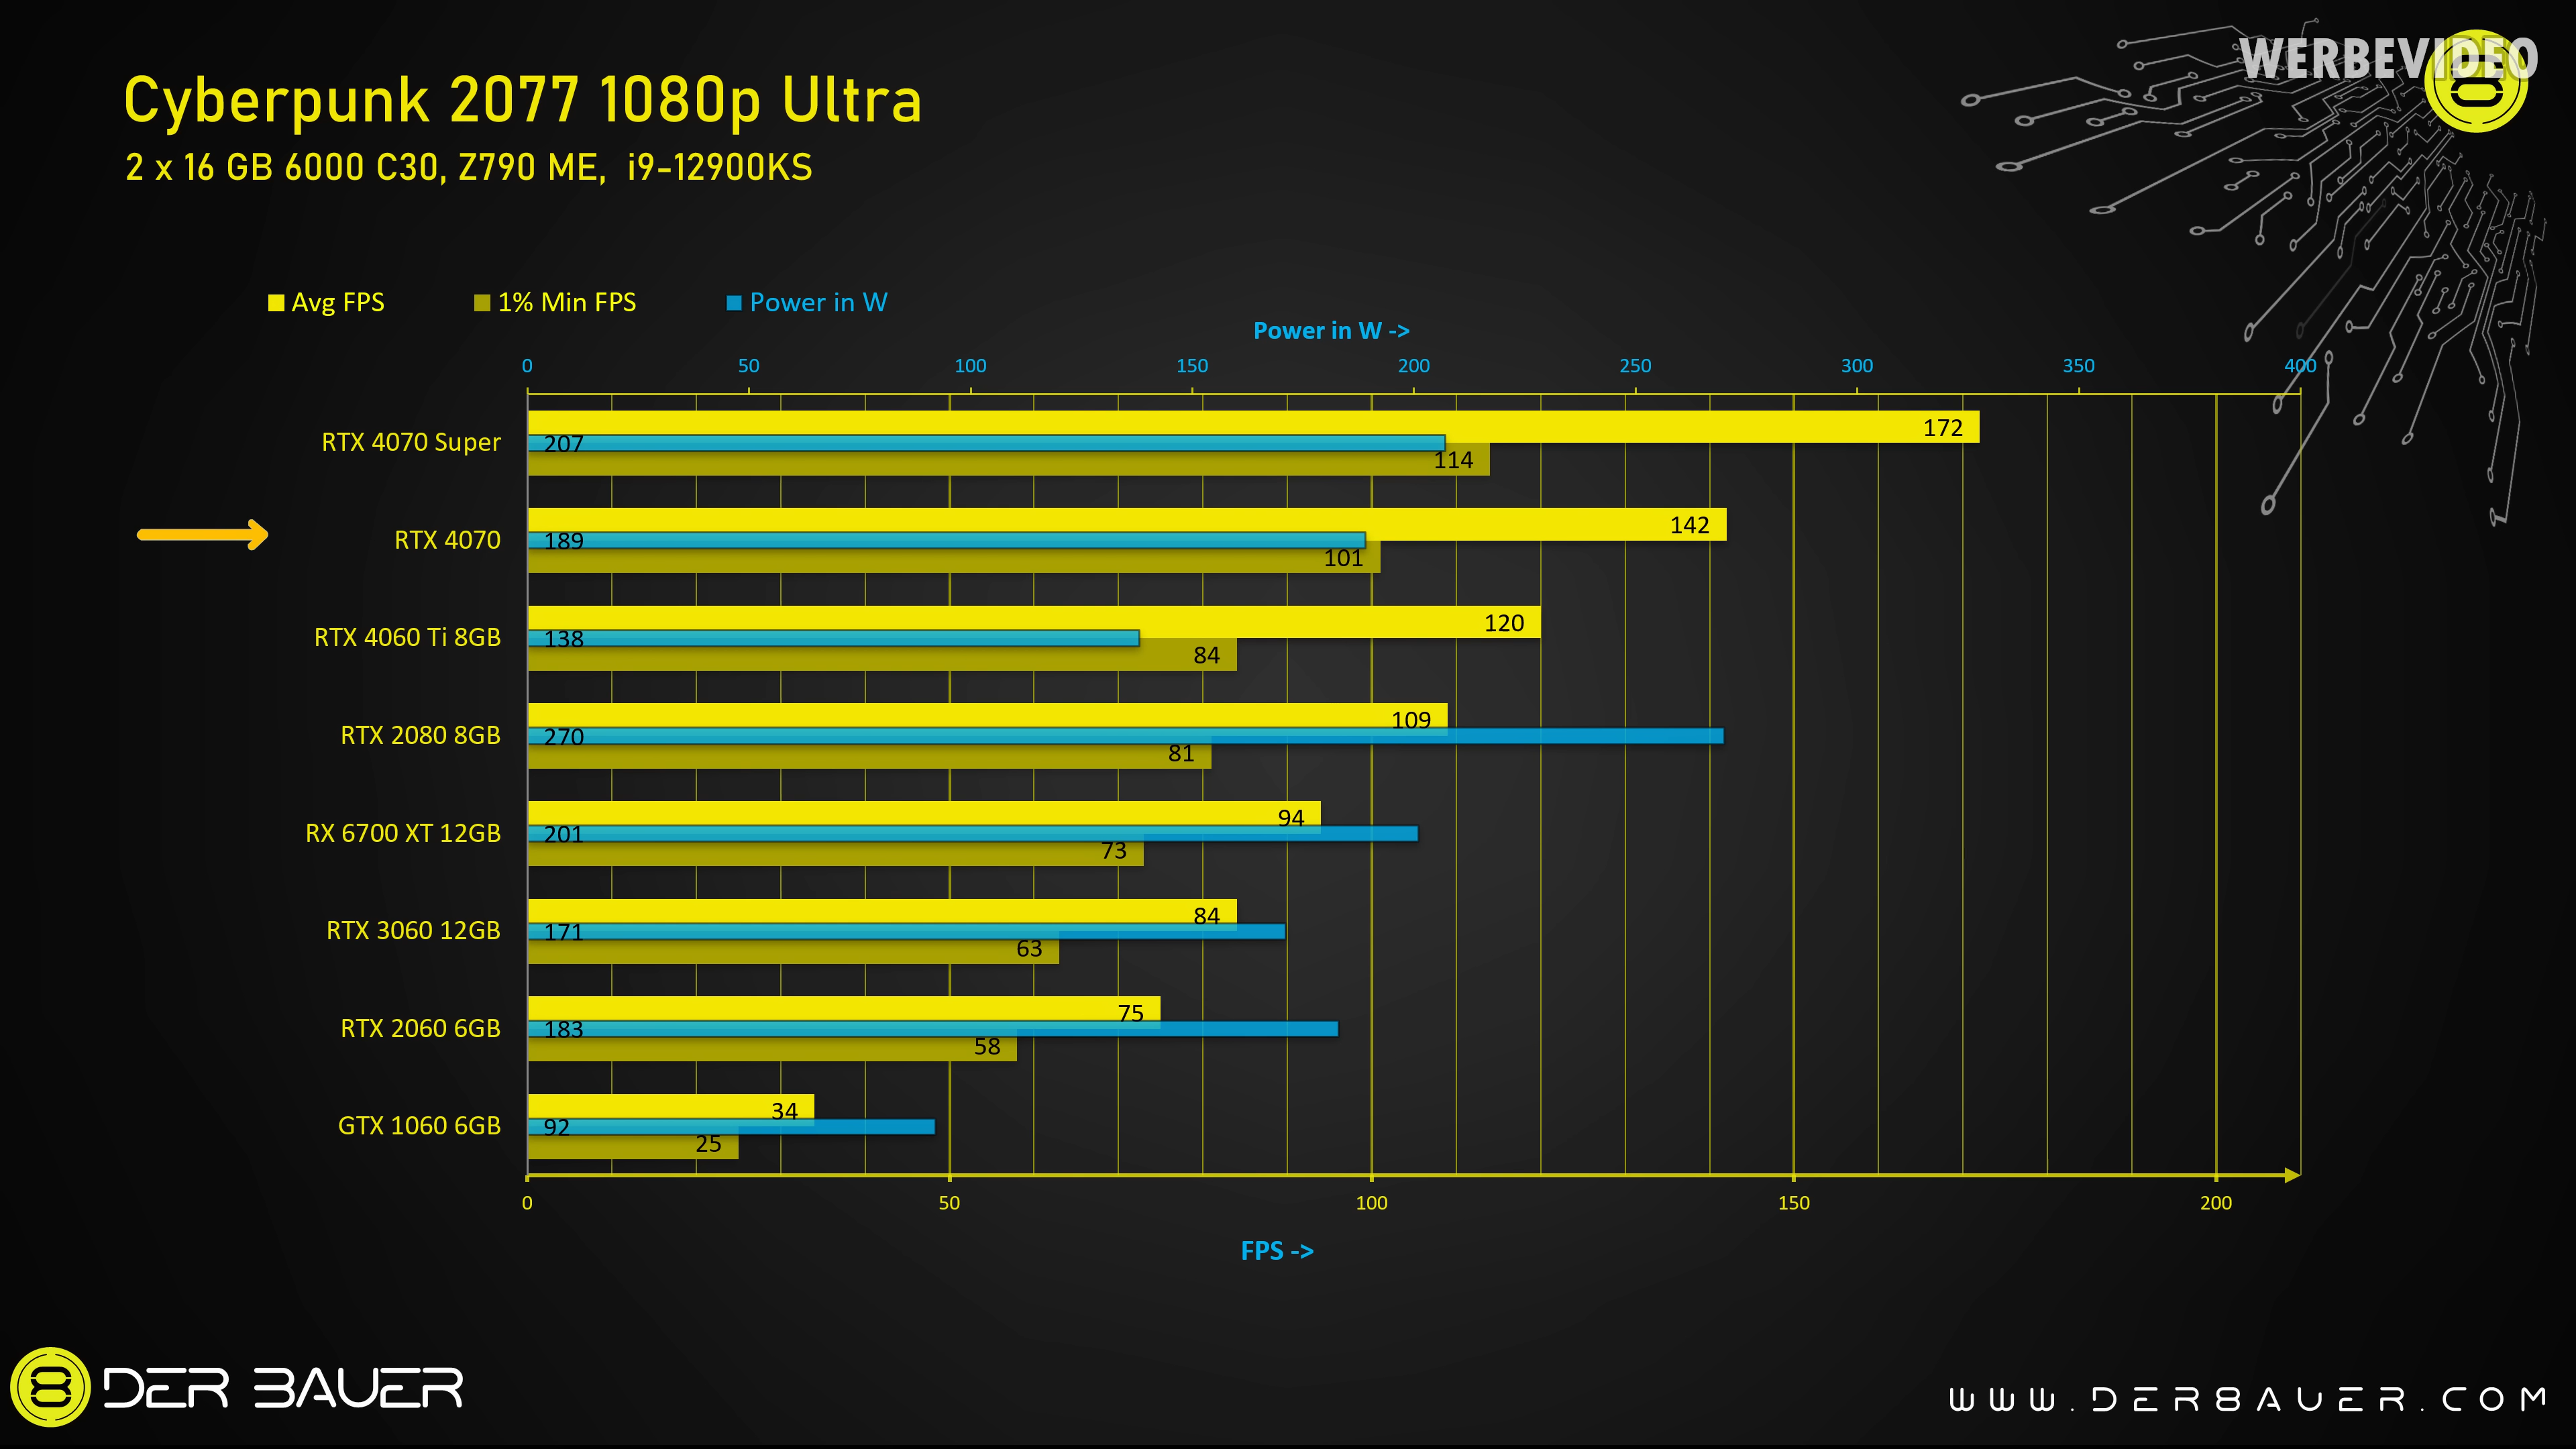 WERBEVIDEO
Cyberpunk 2077 1080p Ultra
2 x 16 GB 6000 C30, Z790 ME, i9-12900KS
Avg FPS 1% Min FPS Power in W
Power in W ->
0 50 100 150 200 250 300 350 400
RTX 4070 Super 207 172 114
RTX 4070 189 142 101
RTX 4060 Ti 8GB 138 120 84
RTX 2080 8GB 270 109 81
RX 6700 XT 12GB 201 94 73
RTX 3060 12GB 171 84 63
RTX 2060 6GB 183 75 58
GTX 1060 6GB 92 34 25
0 50 100 150 200
FPS ->
DER 8AUER
WWW.DER8AUER.COM